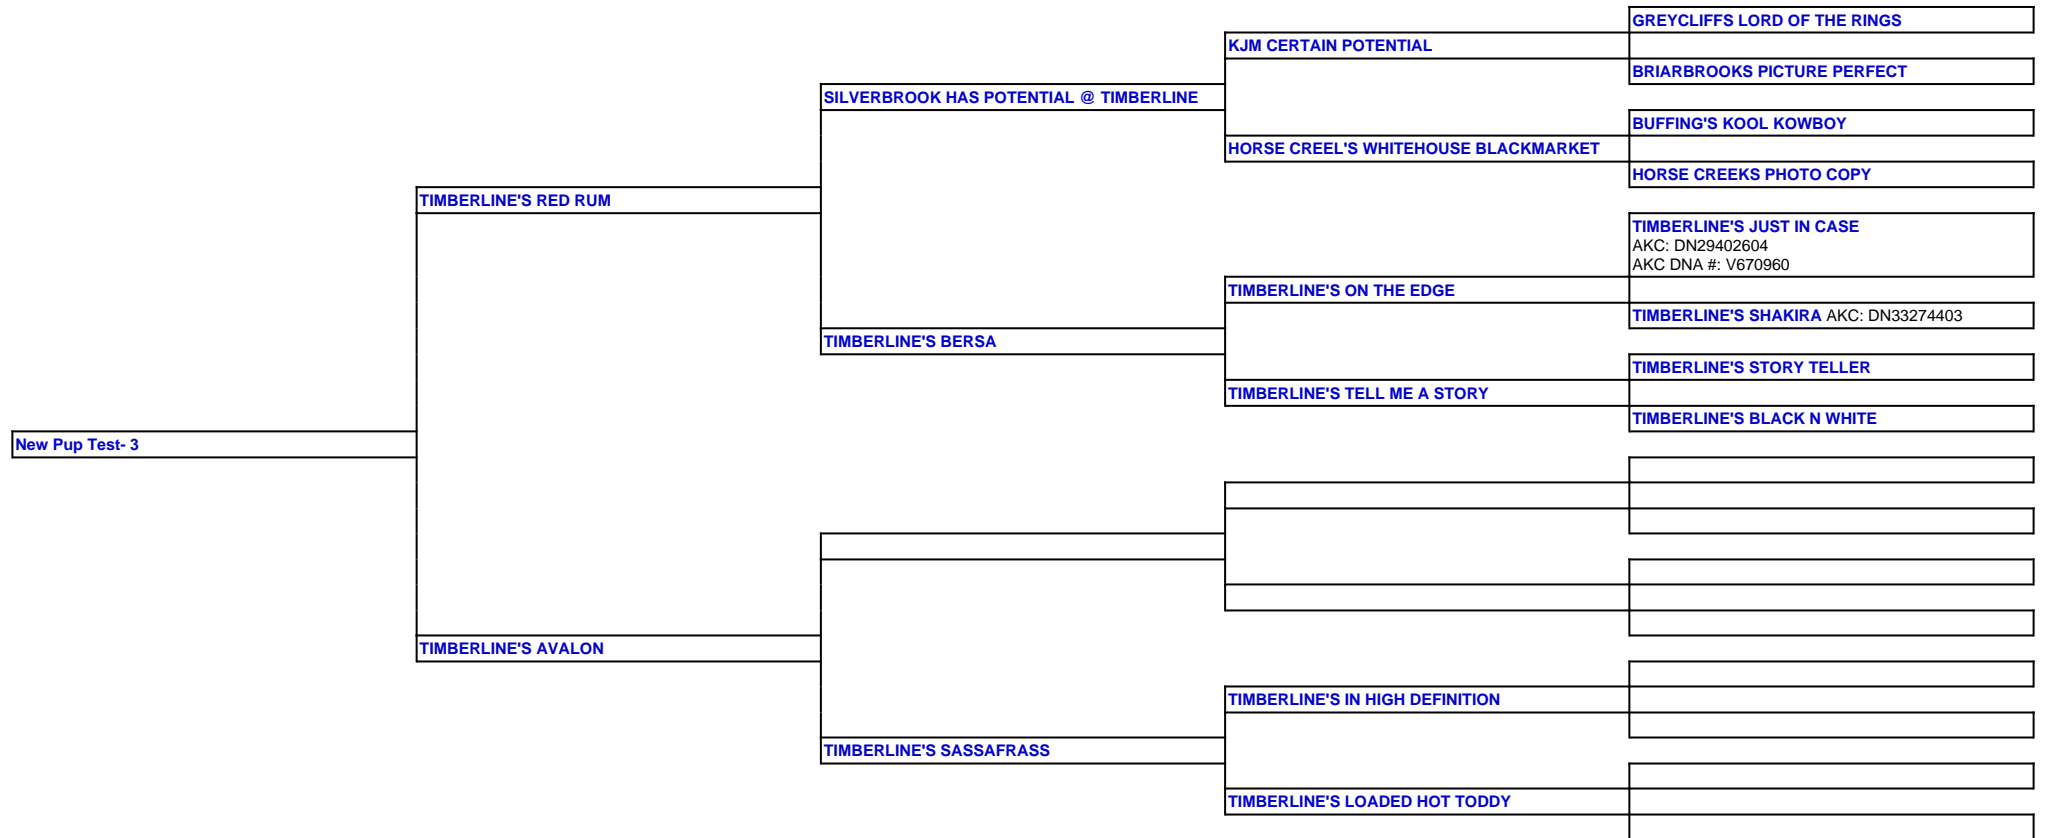 GREYCLIFFS LORD OF THE RINGS
KJM CERTAIN POTENTIAL
BRIARBROOKS PICTURE PERFECT
SILVERBROOK HAS POTENTIAL @ TIMBERLINE
BUFFING'S KOOL KOWBOY
HORSE CREEL'S WHITEHOUSE BLACKMARKET
HORSE CREEKS PHOTO COPY
TIMBERLINE'S RED RUM
TIMBERLINE'S JUST IN CASE
AKC: DN29402604
AKC DNA #: V670960
TIMBERLINE'S ON THE EDGE
TIMBERLINE'S SHAKIRA AKC: DN33274403
TIMBERLINE'S BERSA
TIMBERLINE'S STORY TELLER
TIMBERLINE'S TELL ME A STORY
TIMBERLINE'S BLACK N WHITE
New Pup Test- 3
TIMBERLINE'S AVALON
TIMBERLINE'S IN HIGH DEFINITION
TIMBERLINE'S SASSAFRASS
TIMBERLINE'S LOADED HOT TODDY